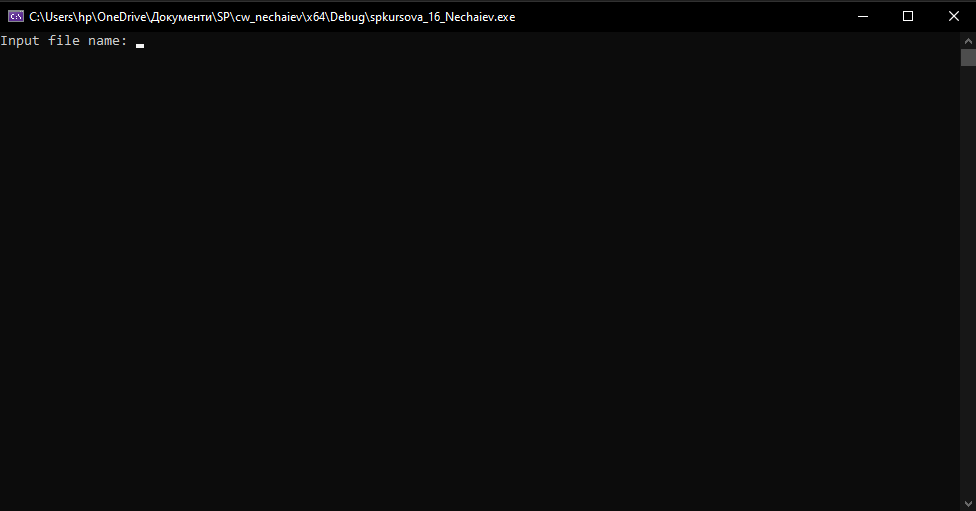 C:\Users\hp\OneDrive\Документи\SP\cw_nechaiev\x64\Debug\spkursova_16_Nechaiev.exe
Input file name: